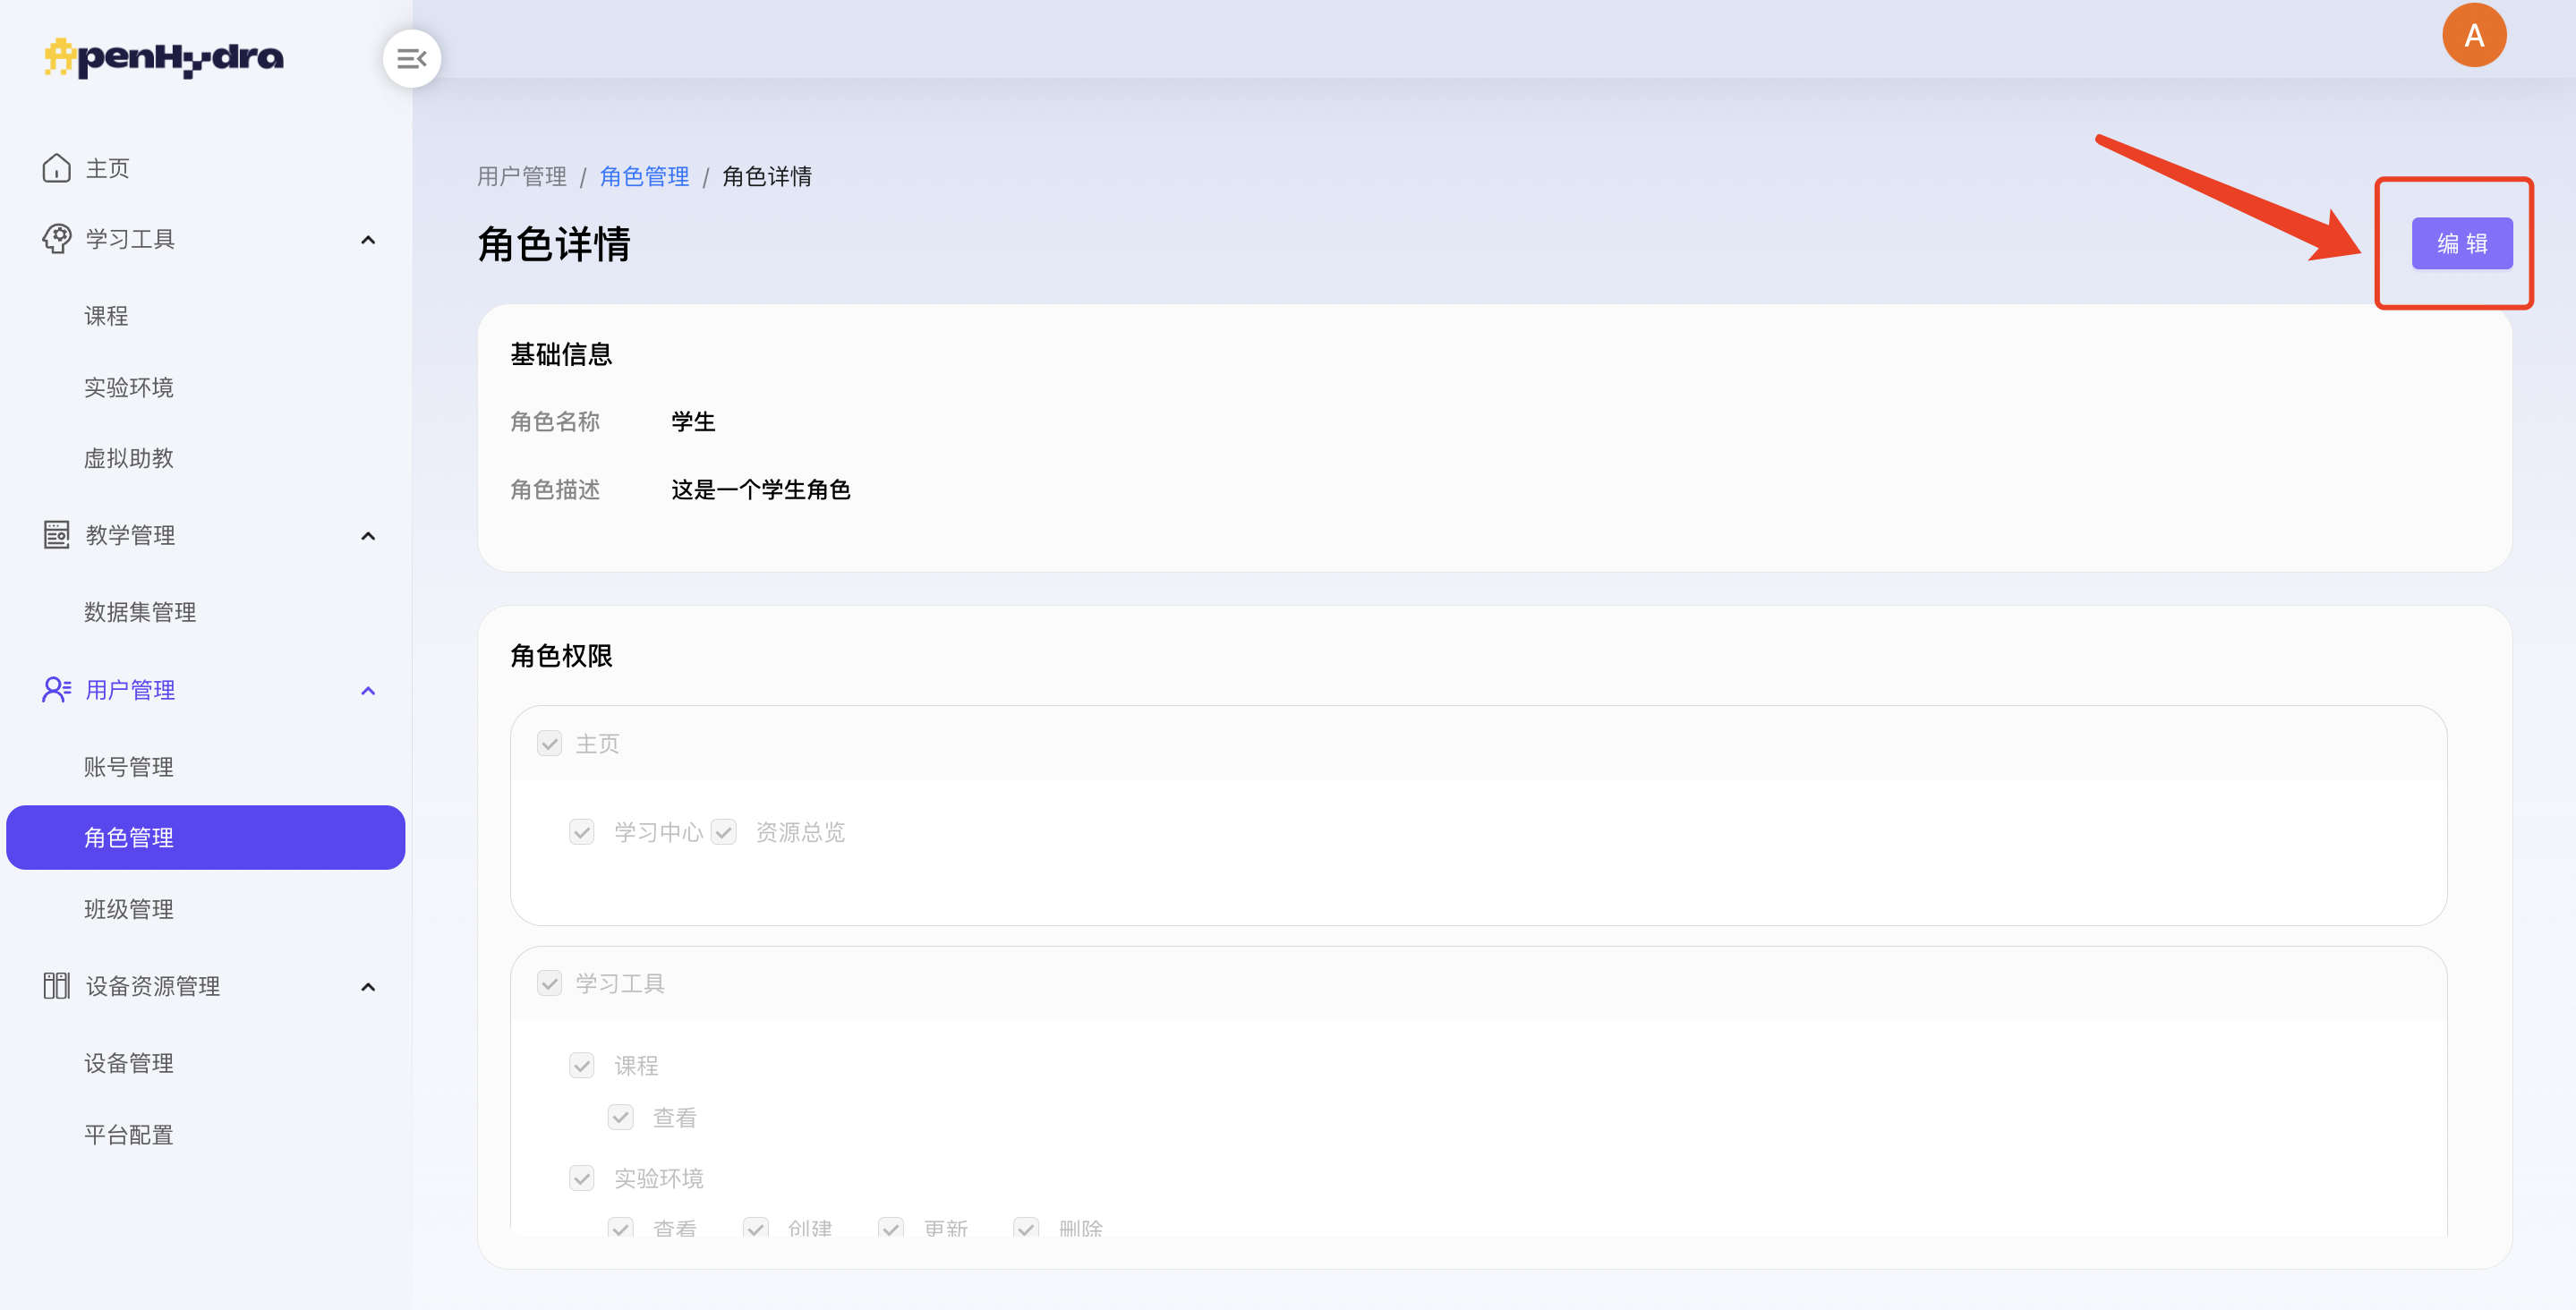 OpenHydra
A
主页
学习工具
课程
实验环境
虚拟助教
教学管理
数据集管理
用户管理
账号管理
角色管理
班级管理
设备资源管理
设备管理
平台配置
用户管理 / 角色管理 / 角色详情
角色详情
编 辑
基础信息
角色名称 学生
角色描述 这是一个学生角色
角色权限
主页
学习中心 资源总览
学习工具
课程
查看
实验环境
查看 创建 更新 删除